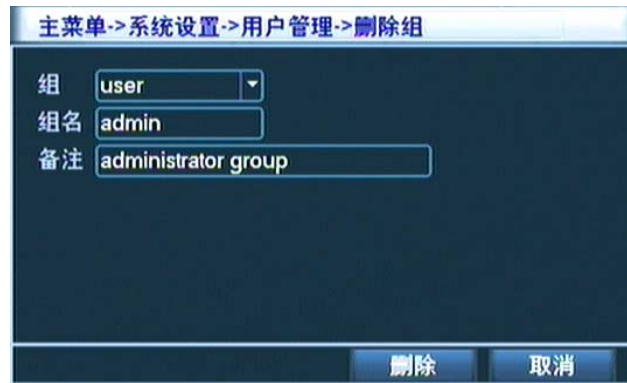 主菜单->系统设置->用户管理->删除组
组 user
组名 admin
备注 administrator group
删除 取消